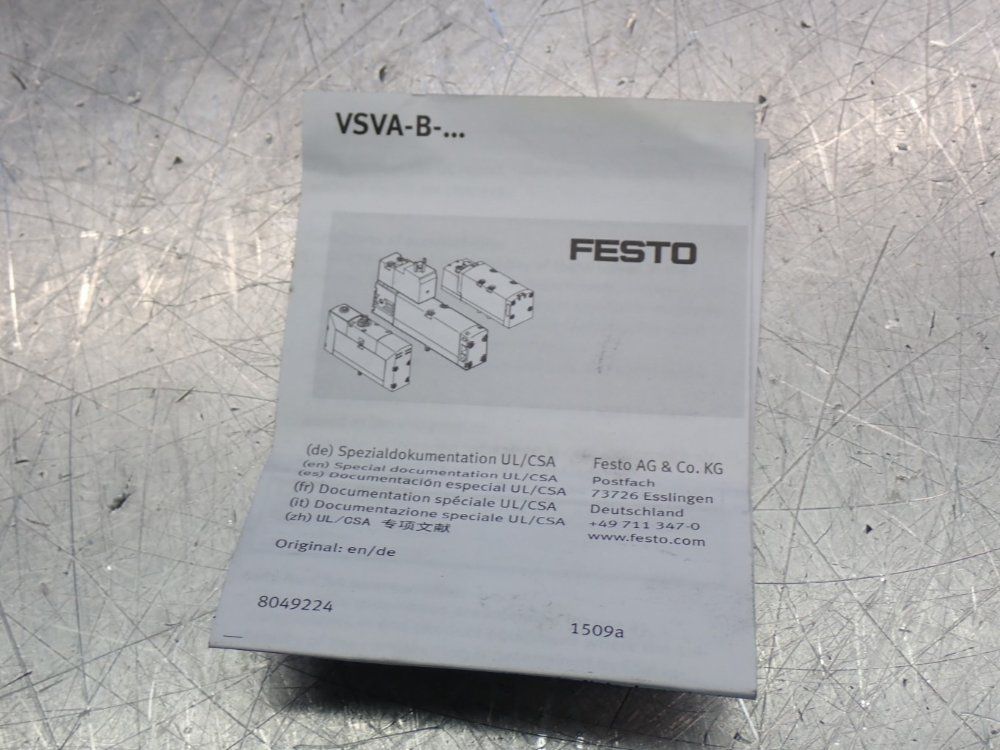 VSVA-B-...
FESTO
(de) Spezialdokumentation UL/CSA
(en) Special documentation UL/CSA
(es) Documentación especial UL/CSA
(fr) Documentation spéciale UL/CSA
(it) Documentazione speciale UL/CSA
(zh) UL/CSA 专项文献
Original: en/de
Festo AG & Co. KG
Postfach
73726 Esslingen
Deutschland
+49 711 347-0
www.festo.com
8049224
1509a